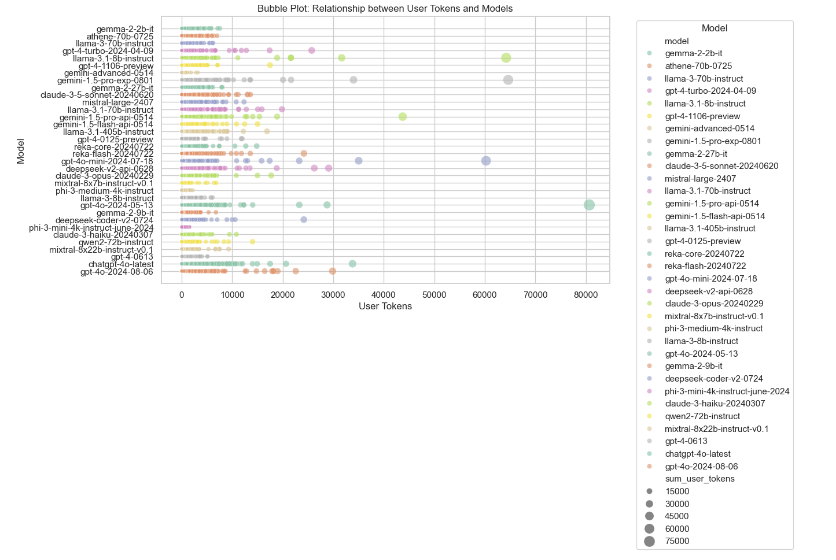 Bubble Plot: Relationship between User Tokens and Models
Model
gemma-2-2b-it
athene-70b-0725
llama-3-70b-instruct
gpt-4-turbo-2024-04-09
llama-3.1-8b-instruct
gpt-4-1106-preview
gemini-advanced-0514
gemini-1.5-pro-exp-0801
gemma-2-27b-it
claude-3-5-sonnet-20240620
mistral-large-2407
llama-3.1-70b-instruct
gemini-1.5-pro-api-0514
gemini-1.5-flash-api-0514
llama-3.1-405b-instruct
gpt-4-0125-preview
reka-core-20240722
reka-flash-20240722
gpt-4o-mini-2024-07-18
deepseek-v2-api-0628
claude-3-opus-20240229
mixtral-8x7b-instruct-v0.1
phi-3-medium-4k-instruct
llama-3-8b-instruct
gpt-4o-2024-05-13
gemma-2-9b-it
deepseek-coder-v2-0724
phi-3-mini-4k-instruct-june-2024
claude-3-haiku-20240307
qwen2-72b-instruct
mixtral-8x22b-instruct-v0.1
gpt-4-0613
chatgpt-4o-latest
gpt-4o-2024-08-06
0 10000 20000 30000 40000 50000 60000 70000 80000
User Tokens
Model
model
gemma-2-2b-it
athene-70b-0725
llama-3-70b-instruct
gpt-4-turbo-2024-04-09
llama-3.1-8b-instruct
gpt-4-1106-preview
gemini-advanced-0514
gemini-1.5-pro-exp-0801
gemma-2-27b-it
claude-3-5-sonnet-20240620
mistral-large-2407
llama-3.1-70b-instruct
gemini-1.5-pro-api-0514
gemini-1.5-flash-api-0514
llama-3.1-405b-instruct
gpt-4-0125-preview
reka-core-20240722
reka-flash-20240722
gpt-4o-mini-2024-07-18
deepseek-v2-api-0628
claude-3-opus-20240229
mixtral-8x7b-instruct-v0.1
phi-3-medium-4k-instruct
llama-3-8b-instruct
gpt-4o-2024-05-13
gemma-2-9b-it
deepseek-coder-v2-0724
phi-3-mini-4k-instruct-june-2024
claude-3-haiku-20240307
qwen2-72b-instruct
mixtral-8x22b-instruct-v0.1
gpt-4-0613
chatgpt-4o-latest
gpt-4o-2024-08-06
sum_user_tokens
15000
30000
45000
60000
75000